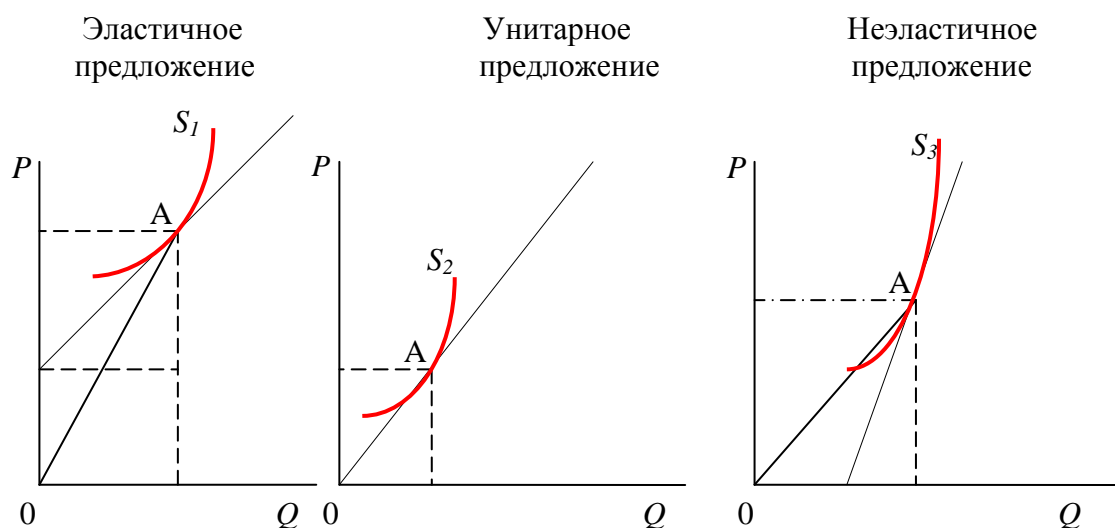 Эластичное
предложение
Унитарное
предложение
Неэластичное
предложение
S1
P
A
0
Q
S2
P
A
0
Q
S3
P
A
0
Q